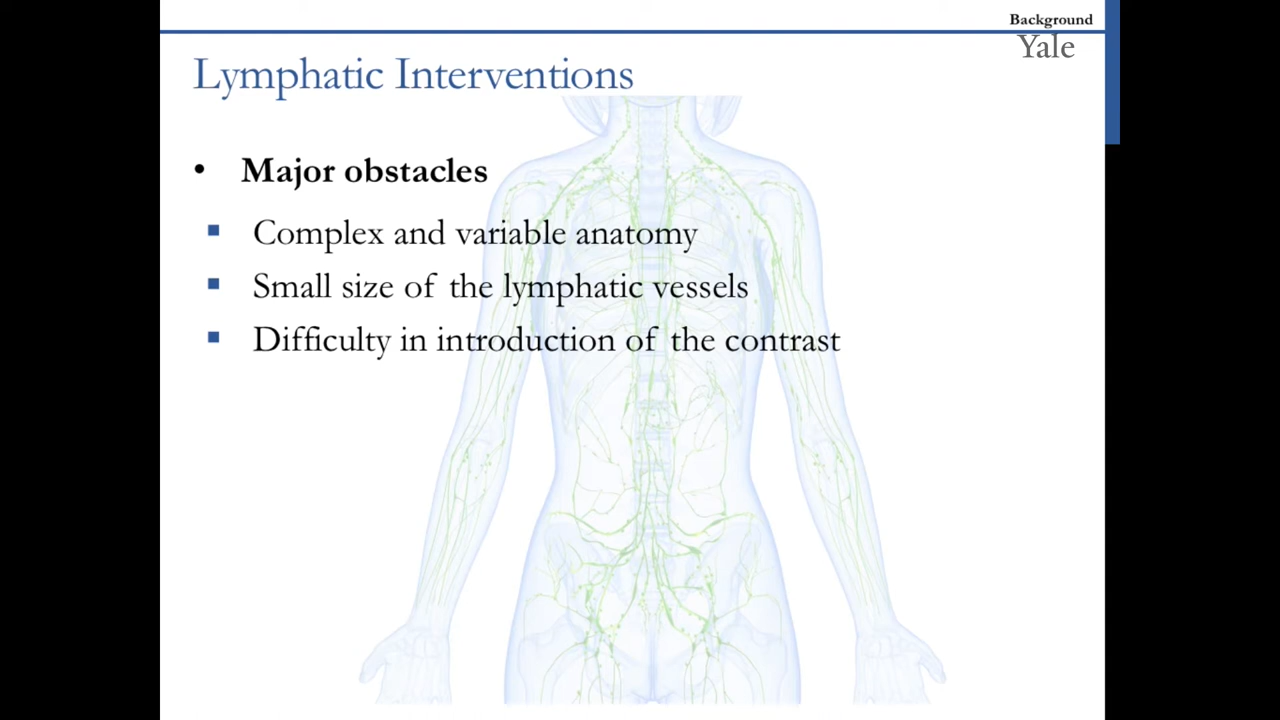 Background
Yale
Lymphatic Interventions
• Major obstacles
▪ Complex and variable anatomy
▪ Small size of the lymphatic vessels
▪ Difficulty in introduction of the contrast